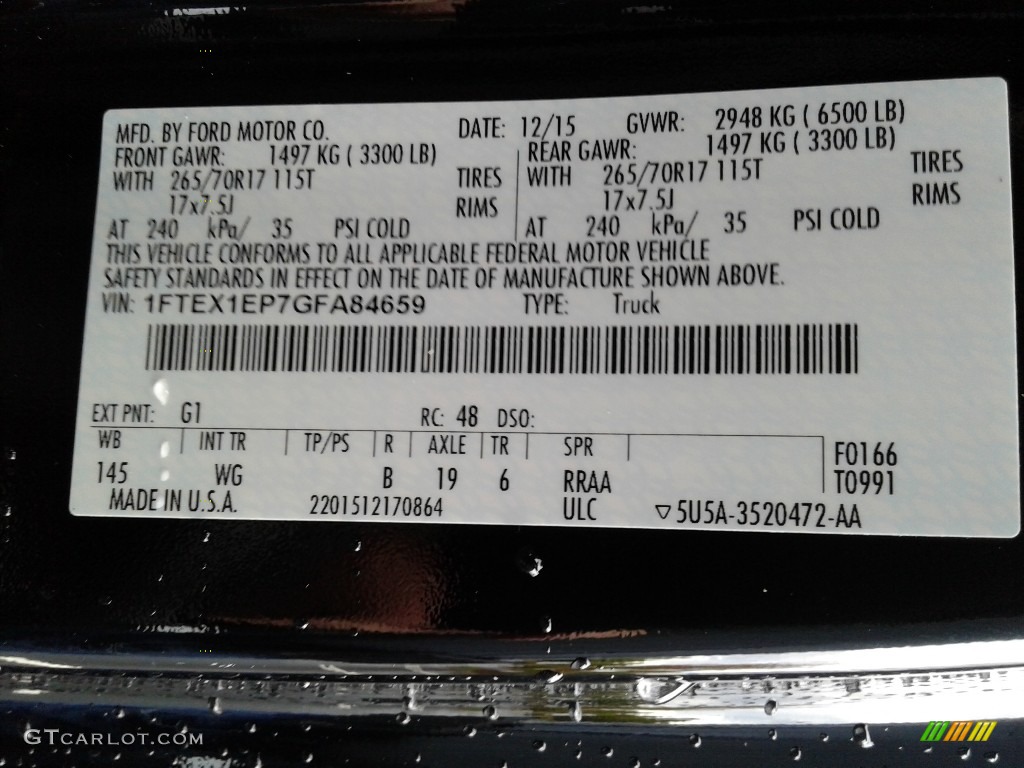 MFD. BY FORD MOTOR CO. DATE: 12/15 GVWR: 2948 KG ( 6500 LB)
FRONT GAWR: 1497 KG ( 3300 LB) REAR GAWR: 1497 KG ( 3300 LB)
WITH 265/70R17 115T TIRES WITH 265/70R17 115T TIRES
17x7.5J RIMS 17x7.5J RIMS
AT 240 kPa/ 35 PSI COLD AT 240 kPa/ 35 PSI COLD
THIS VEHICLE CONFORMS TO ALL APPLICABLE FEDERAL MOTOR VEHICLE
SAFETY STANDARDS IN EFFECT ON THE DATE OF MANUFACTURE SHOWN ABOVE.
VIN: 1FTEX1EP7GFA84659 TYPE: Truck
EXT PNT: G1 RC: 48 DSO:
WB INT TR TP/PS R AXLE TR SPR F0166
145 WG B 19 6 RRAA T0991
MADE IN U.S.A. 2201512170864 ULC ▽5U5A-3520472-AA
GTCARLOT.COM